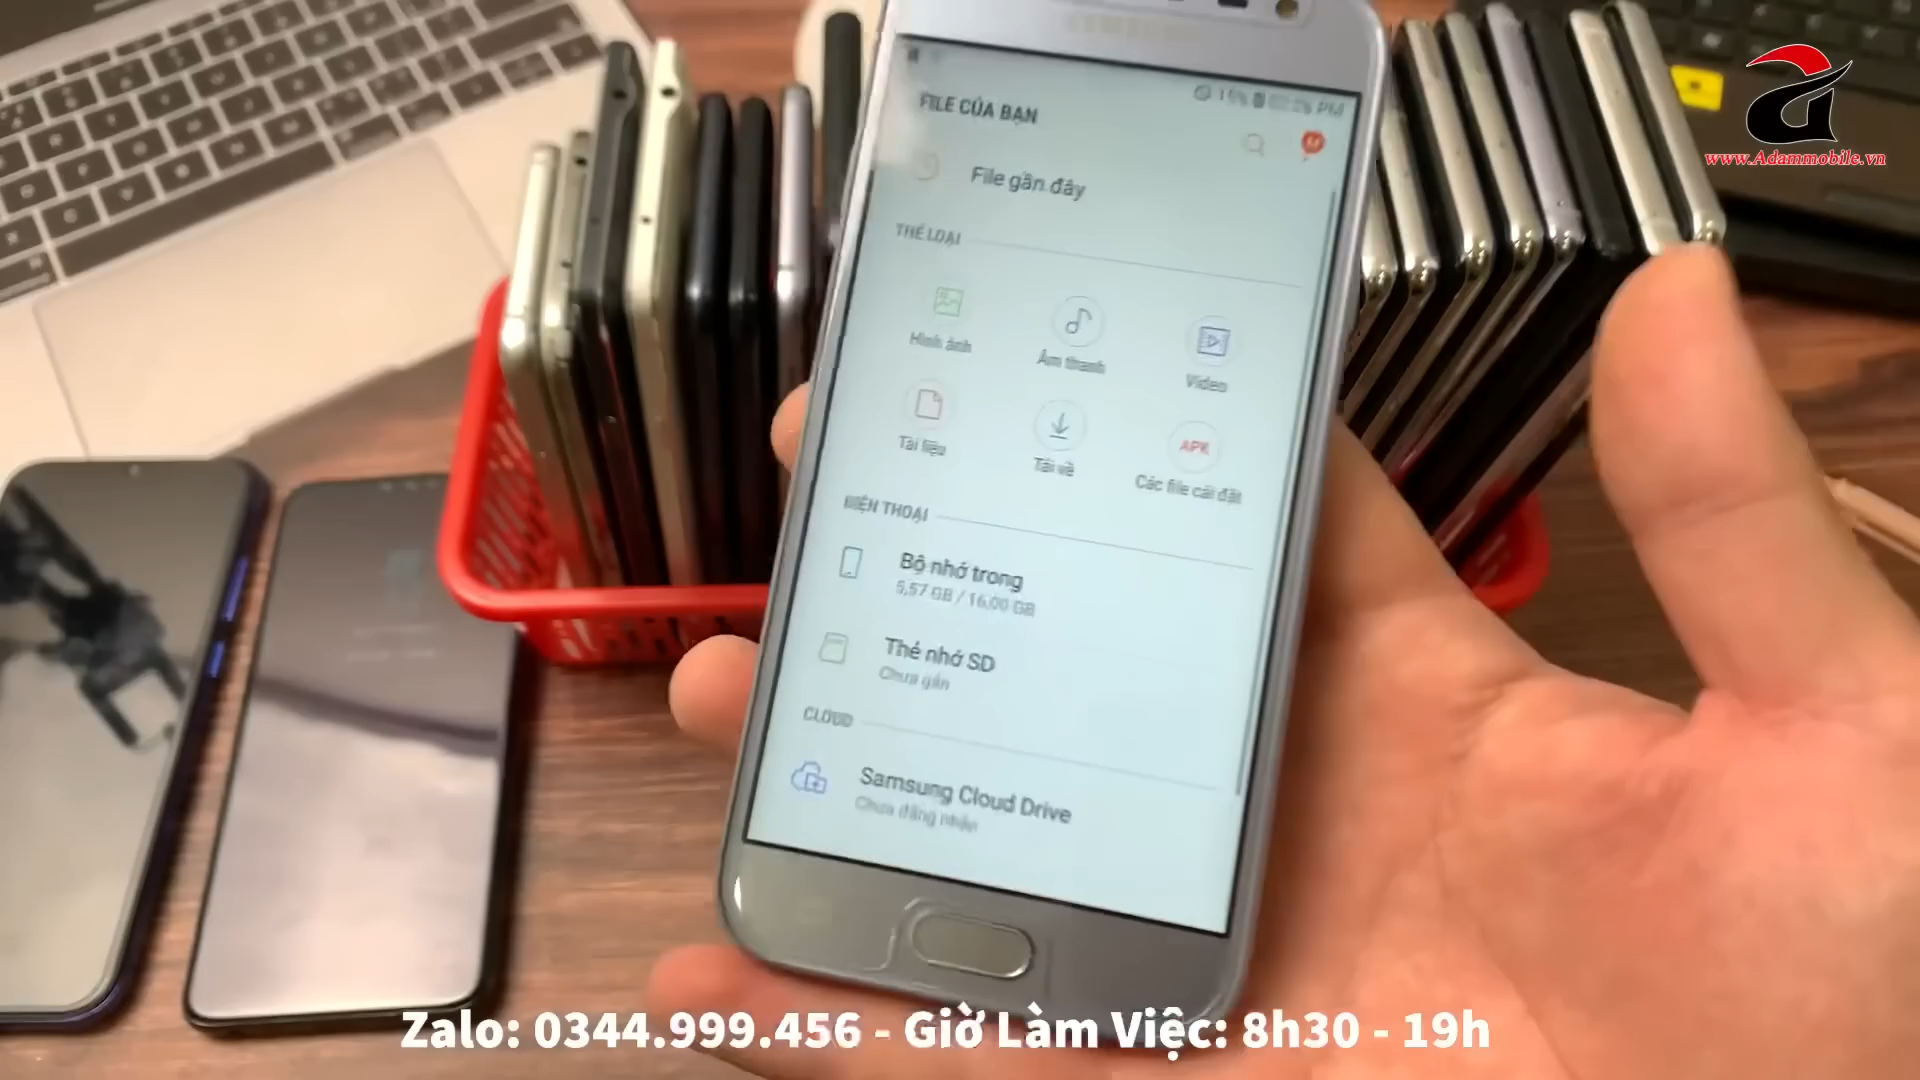 SAMSUNG
FILE CỦA BẠN
File gần đây
THỂ LOẠI
Hình ảnh
Âm thanh
Video
Tài liệu
Tải về
APK
Các file cài đặt
ĐIỆN THOẠI
Bộ nhớ trong
5,57 GB / 16,00 GB
Thẻ nhớ SD
Chưa gắn
CLOUD
Samsung Cloud Drive
Chưa đăng nhập
www.Adammobile.vn
Zalo: 0344.999.456 - Giờ Làm Việc: 8h30 - 19h